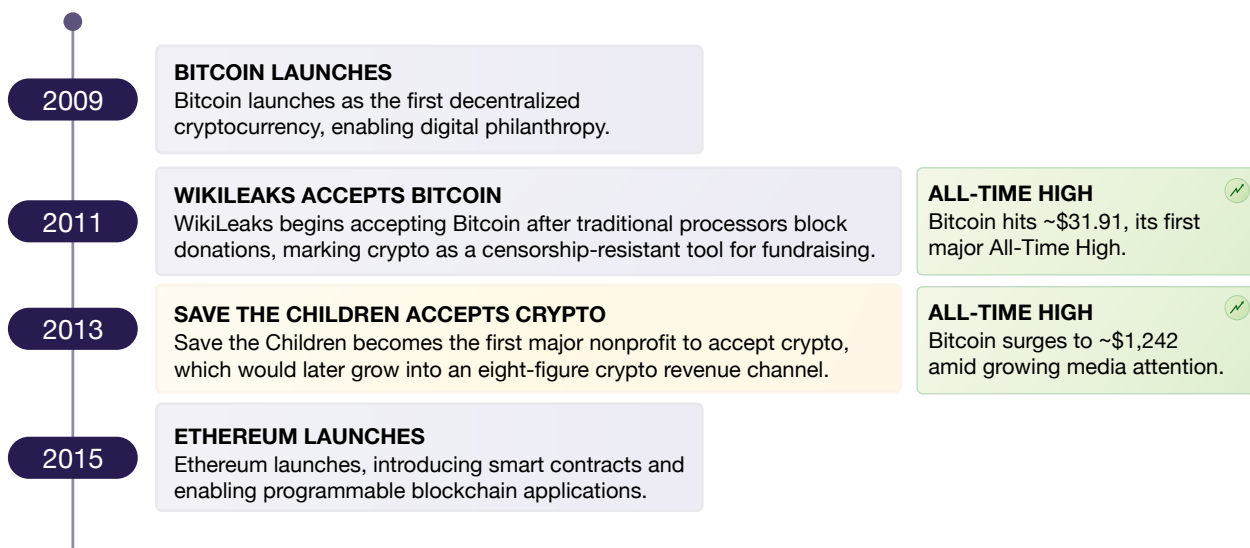 2009
BITCOIN LAUNCHES
Bitcoin launches as the first decentralized
cryptocurrency, enabling digital philanthropy.
2011
WIKILEAKS ACCEPTS BITCOIN
WikiLeaks begins accepting Bitcoin after traditional processors block
donations, marking crypto as a censorship-resistant tool for fundraising.
ALL-TIME HIGH
Bitcoin hits ~$31.91, its first
major All-Time High.
2013
SAVE THE CHILDREN ACCEPTS CRYPTO
Save the Children becomes the first major nonprofit to accept crypto,
which would later grow into an eight-figure crypto revenue channel.
ALL-TIME HIGH
Bitcoin surges to ~$1,242
amid growing media attention.
2015
ETHEREUM LAUNCHES
Ethereum launches, introducing smart contracts and
enabling programmable blockchain applications.